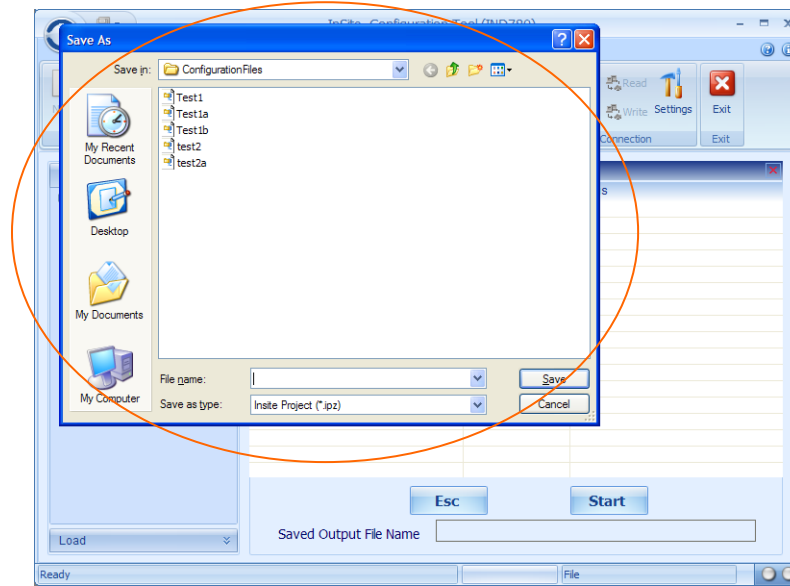 InSite Configuration Tool (IND780)
Save As
Save in:
ConfigurationFiles
Test1
Test1a
Test1b
test2
test2a
My Recent
Documents
Desktop
My Documents
My Computer
File name:
Save
Save as type:
Insite Project (*.ipz)
Cancel
Read
Write
Settings
Exit
Connection
Exit
s
Esc
Start
Load
Saved Output File Name
Ready
File